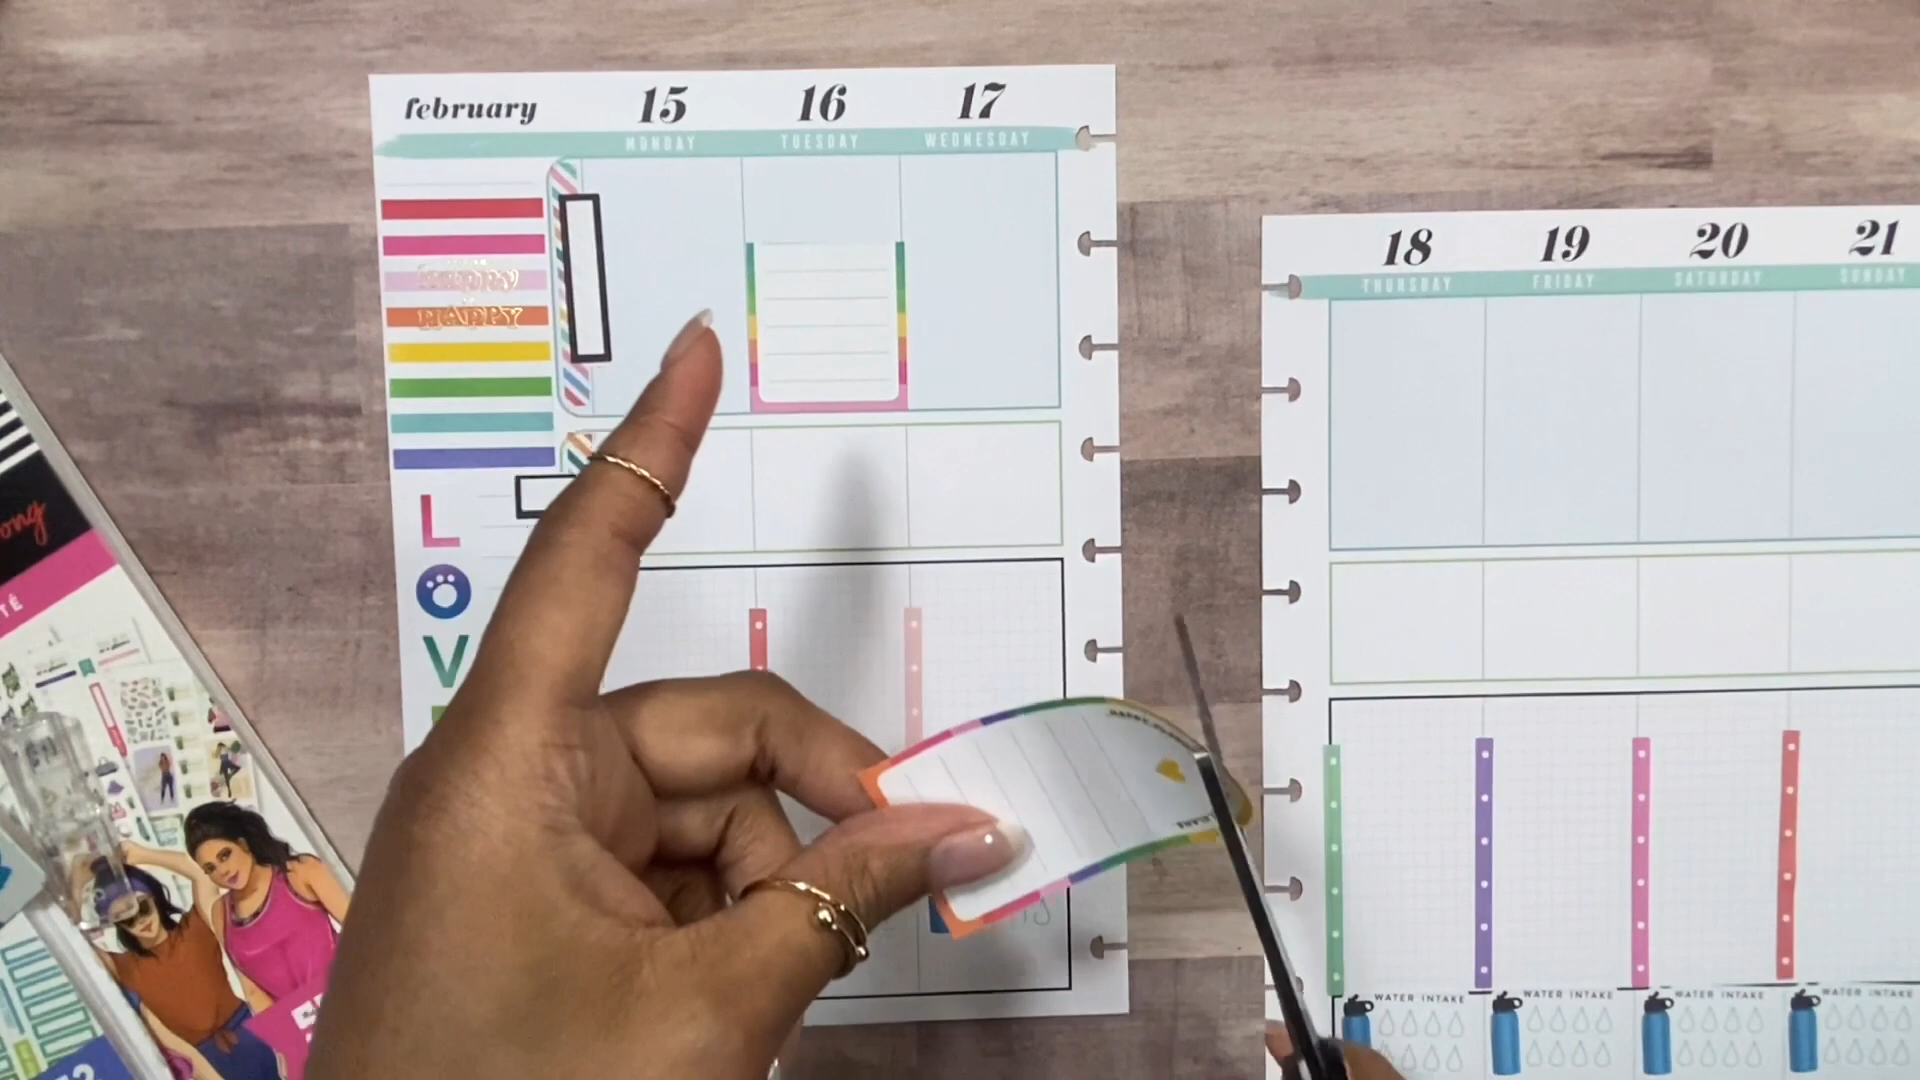 february
15
16
17
MONDAY
TUESDAY
WEDNESDAY
HAPPY
HAPPY
L
O
V
18
19
20
21
THURSDAY
FRIDAY
SATURDAY
SUNDAY
WATER INTAKE
WATER INTAKE
WATER INTAKE
WATER INTAKE